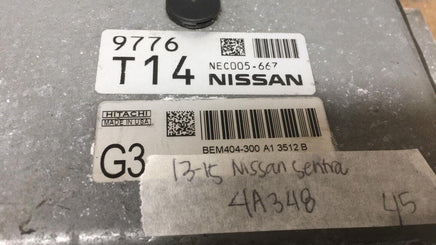 9776
NEC005-667
T14 NISSAN
HITACHI
MADE IN USA
G3
BEM404-300 A1 3512 B
13-15 Nissan Sentra
4A348 45